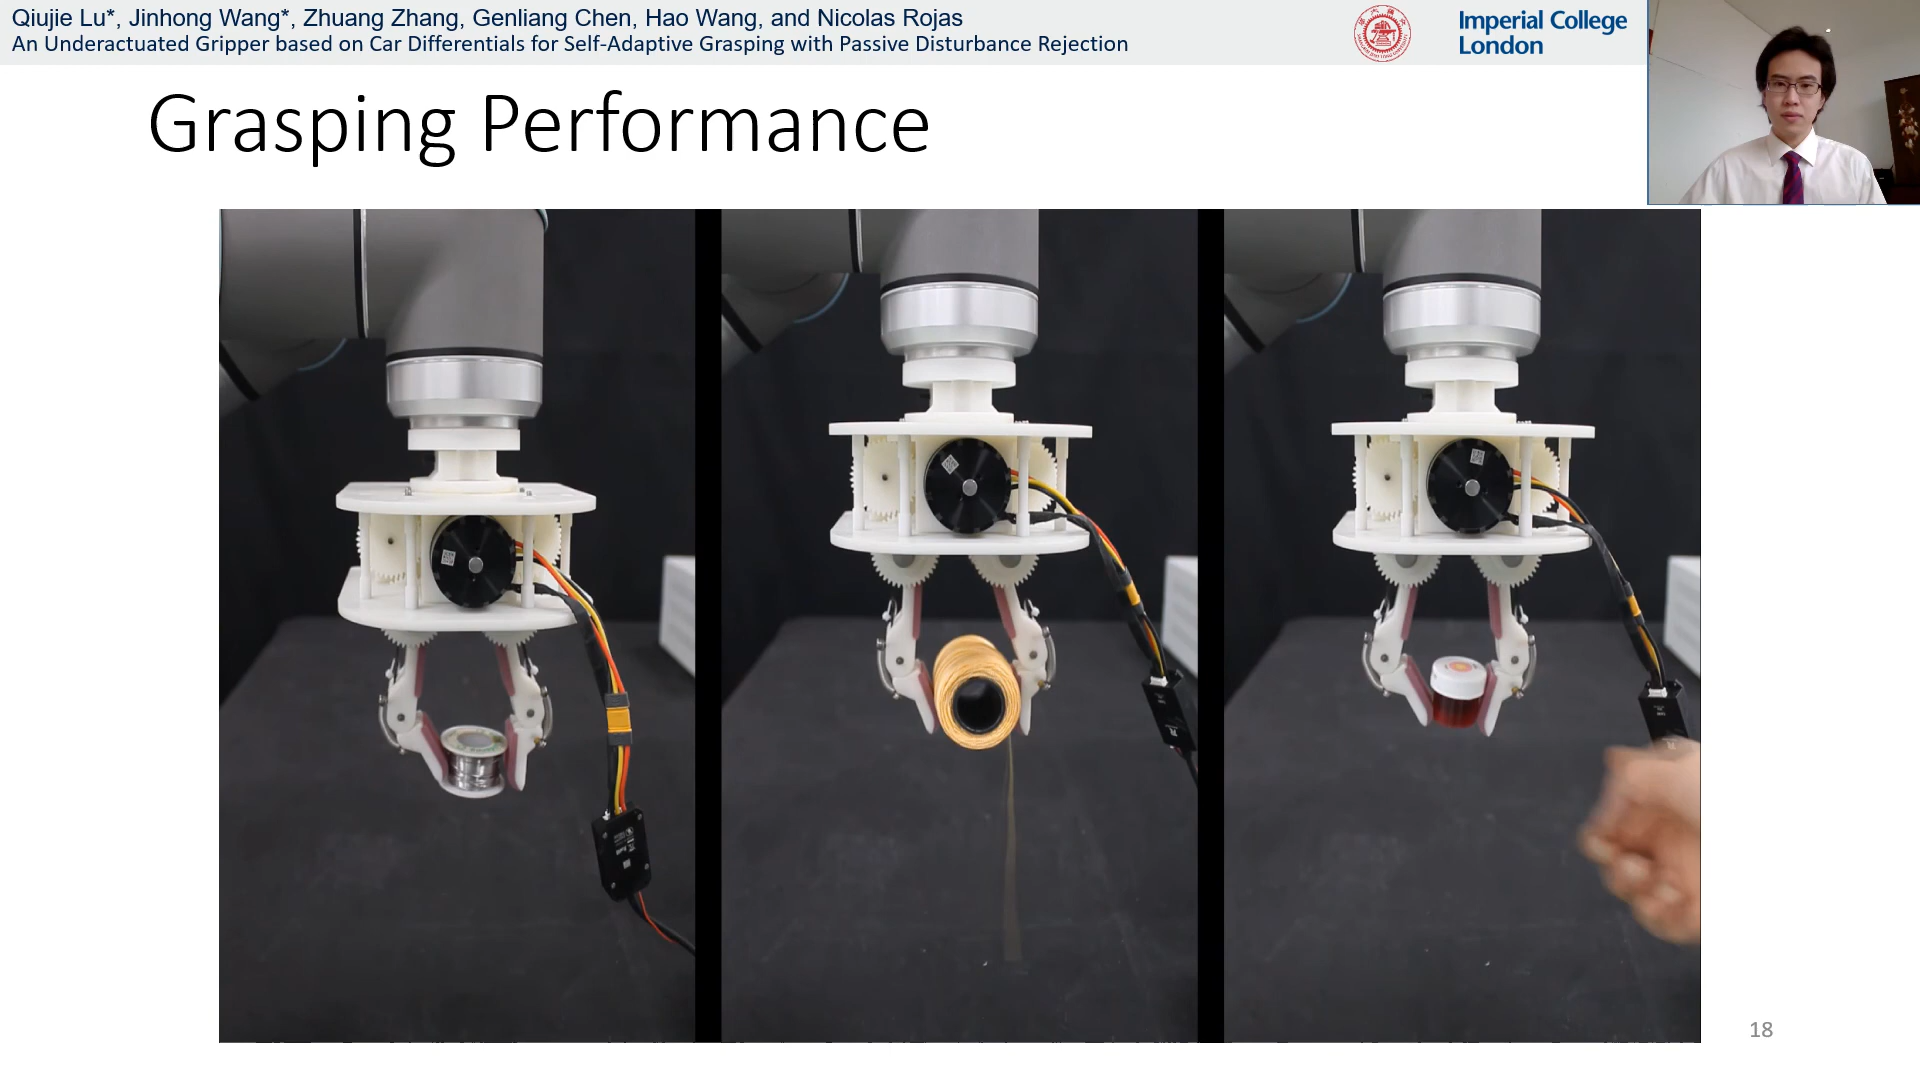 Qiujie Lu*, Jinhong Wang*, Zhuang Zhang, Genliang Chen, Hao Wang, and Nicolas Rojas
An Underactuated Gripper based on Car Differentials for Self-Adaptive Grasping with Passive Disturbance Rejection
Imperial College
London
Grasping Performance
18